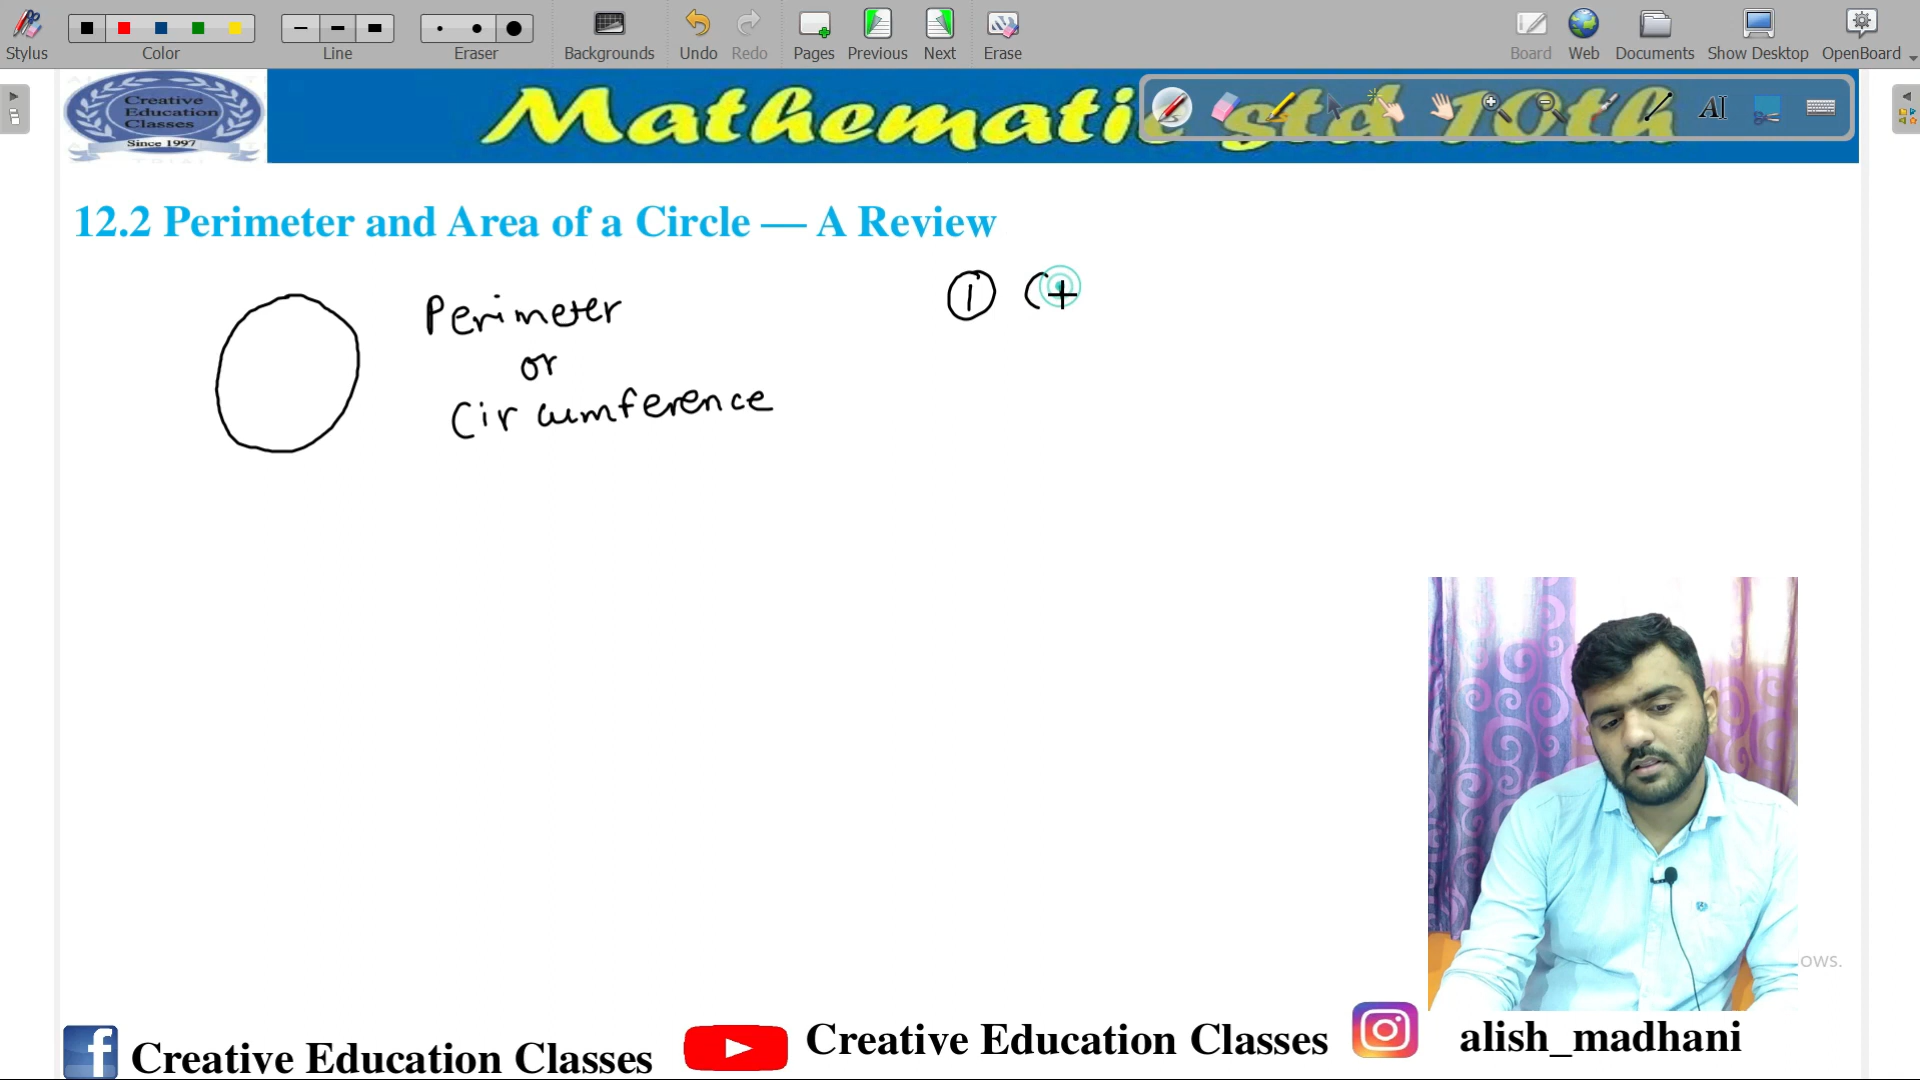 Stylus
Color
Line
Eraser
Backgrounds
Undo
Redo
Pages
Previous
Next
Erase
Board
Web
Documents
Show Desktop
OpenBoard
Creative
Education
Classes
Since 1997
Mathematic std 10th
12.2 Perimeter and Area of a Circle — A Review
Perimeter
or
Circumference
① (
ows.
Creative Education Classes
Creative Education Classes
alish_madhani